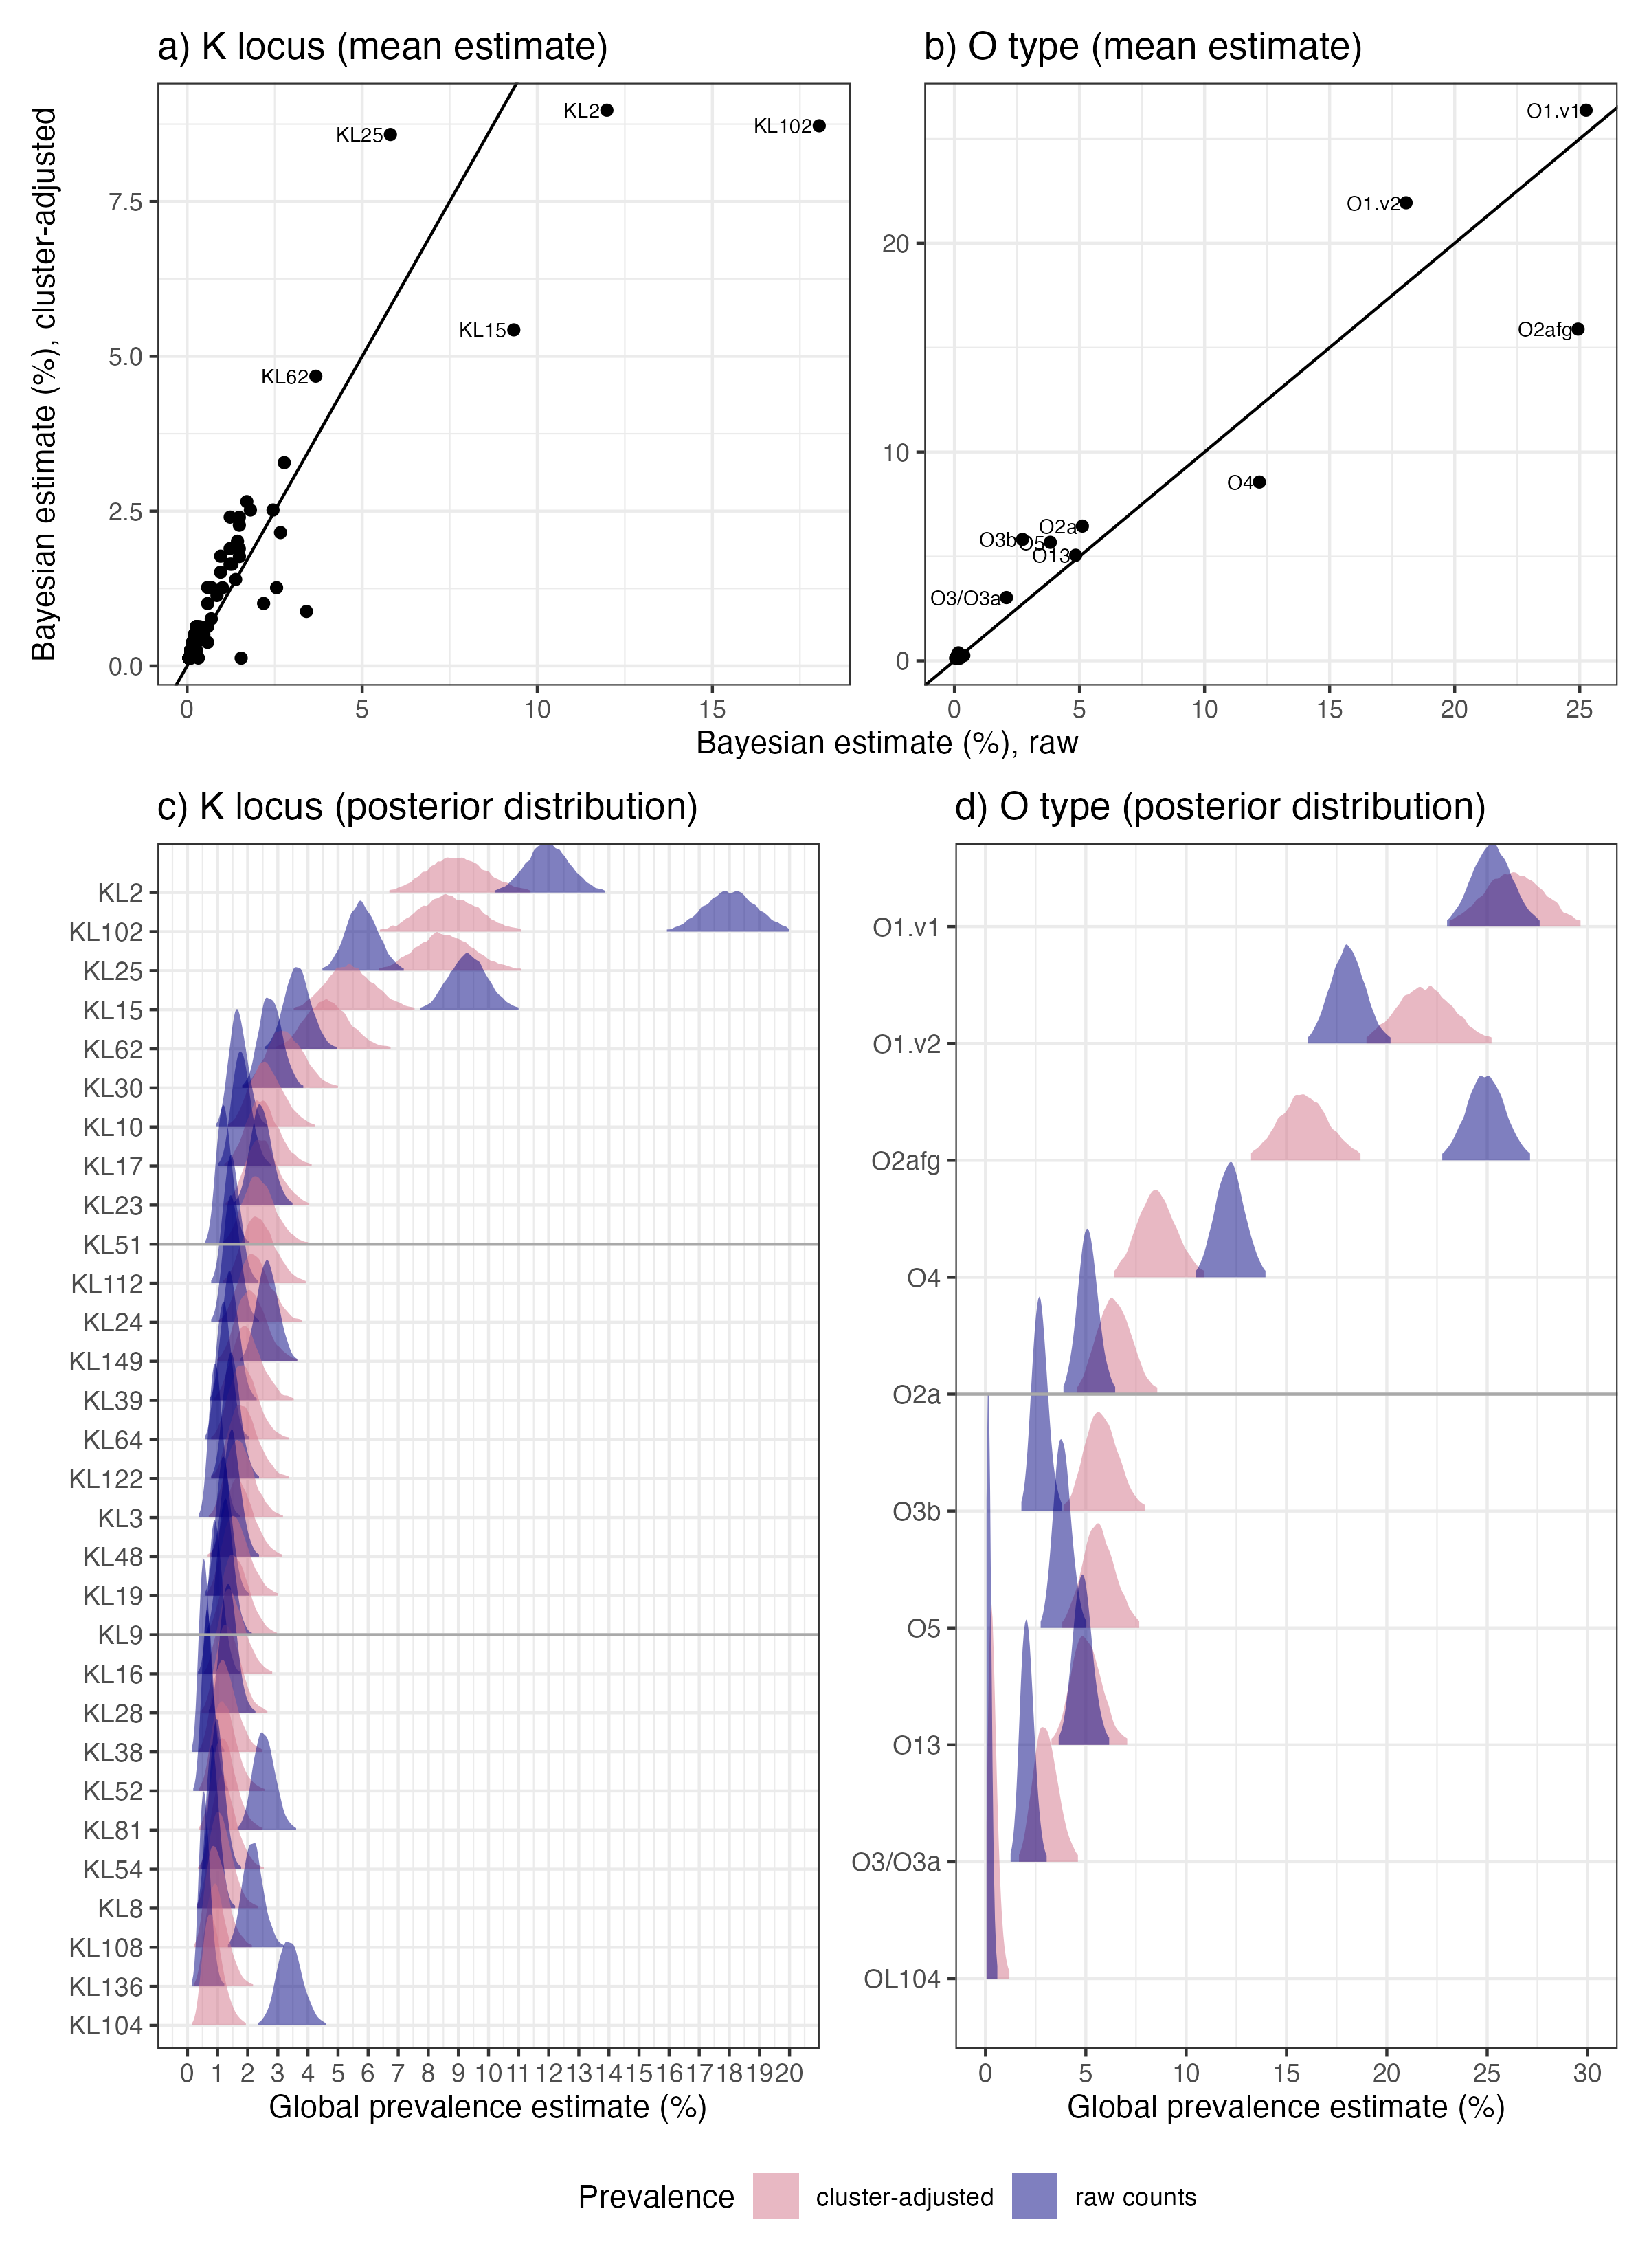 a) K locus (mean estimate)
b) O type (mean estimate)
Bayesian estimate (%), cluster-adjusted
7.5
5.0
2.5
0.0
KL2
KL102
KL25
KL15
KL62
0 5 10 15
20
10
0
O1.v1
O1.v2
O2afg
O4
O2a
O3b
O5
O13
O3/O3a
0 5 10 15 20 25
Bayesian estimate (%), raw
c) K locus (posterior distribution)
d) O type (posterior distribution)
KL2
KL102
KL25
KL15
KL62
KL30
KL10
KL17
KL23
KL51
KL112
KL24
KL149
KL39
KL64
KL122
KL3
KL48
KL19
KL9
KL16
KL28
KL38
KL52
KL81
KL54
KL8
KL108
KL136
KL104
0 1 2 3 4 5 6 7 8 9 10 11 12 13 14 15 16 17 18 19 20
Global prevalence estimate (%)
O1.v1
O1.v2
O2afg
O4
O2a
O3b
O5
O13
O3/O3a
OL104
0 5 10 15 20 25 30
Global prevalence estimate (%)
Prevalence cluster-adjusted raw counts